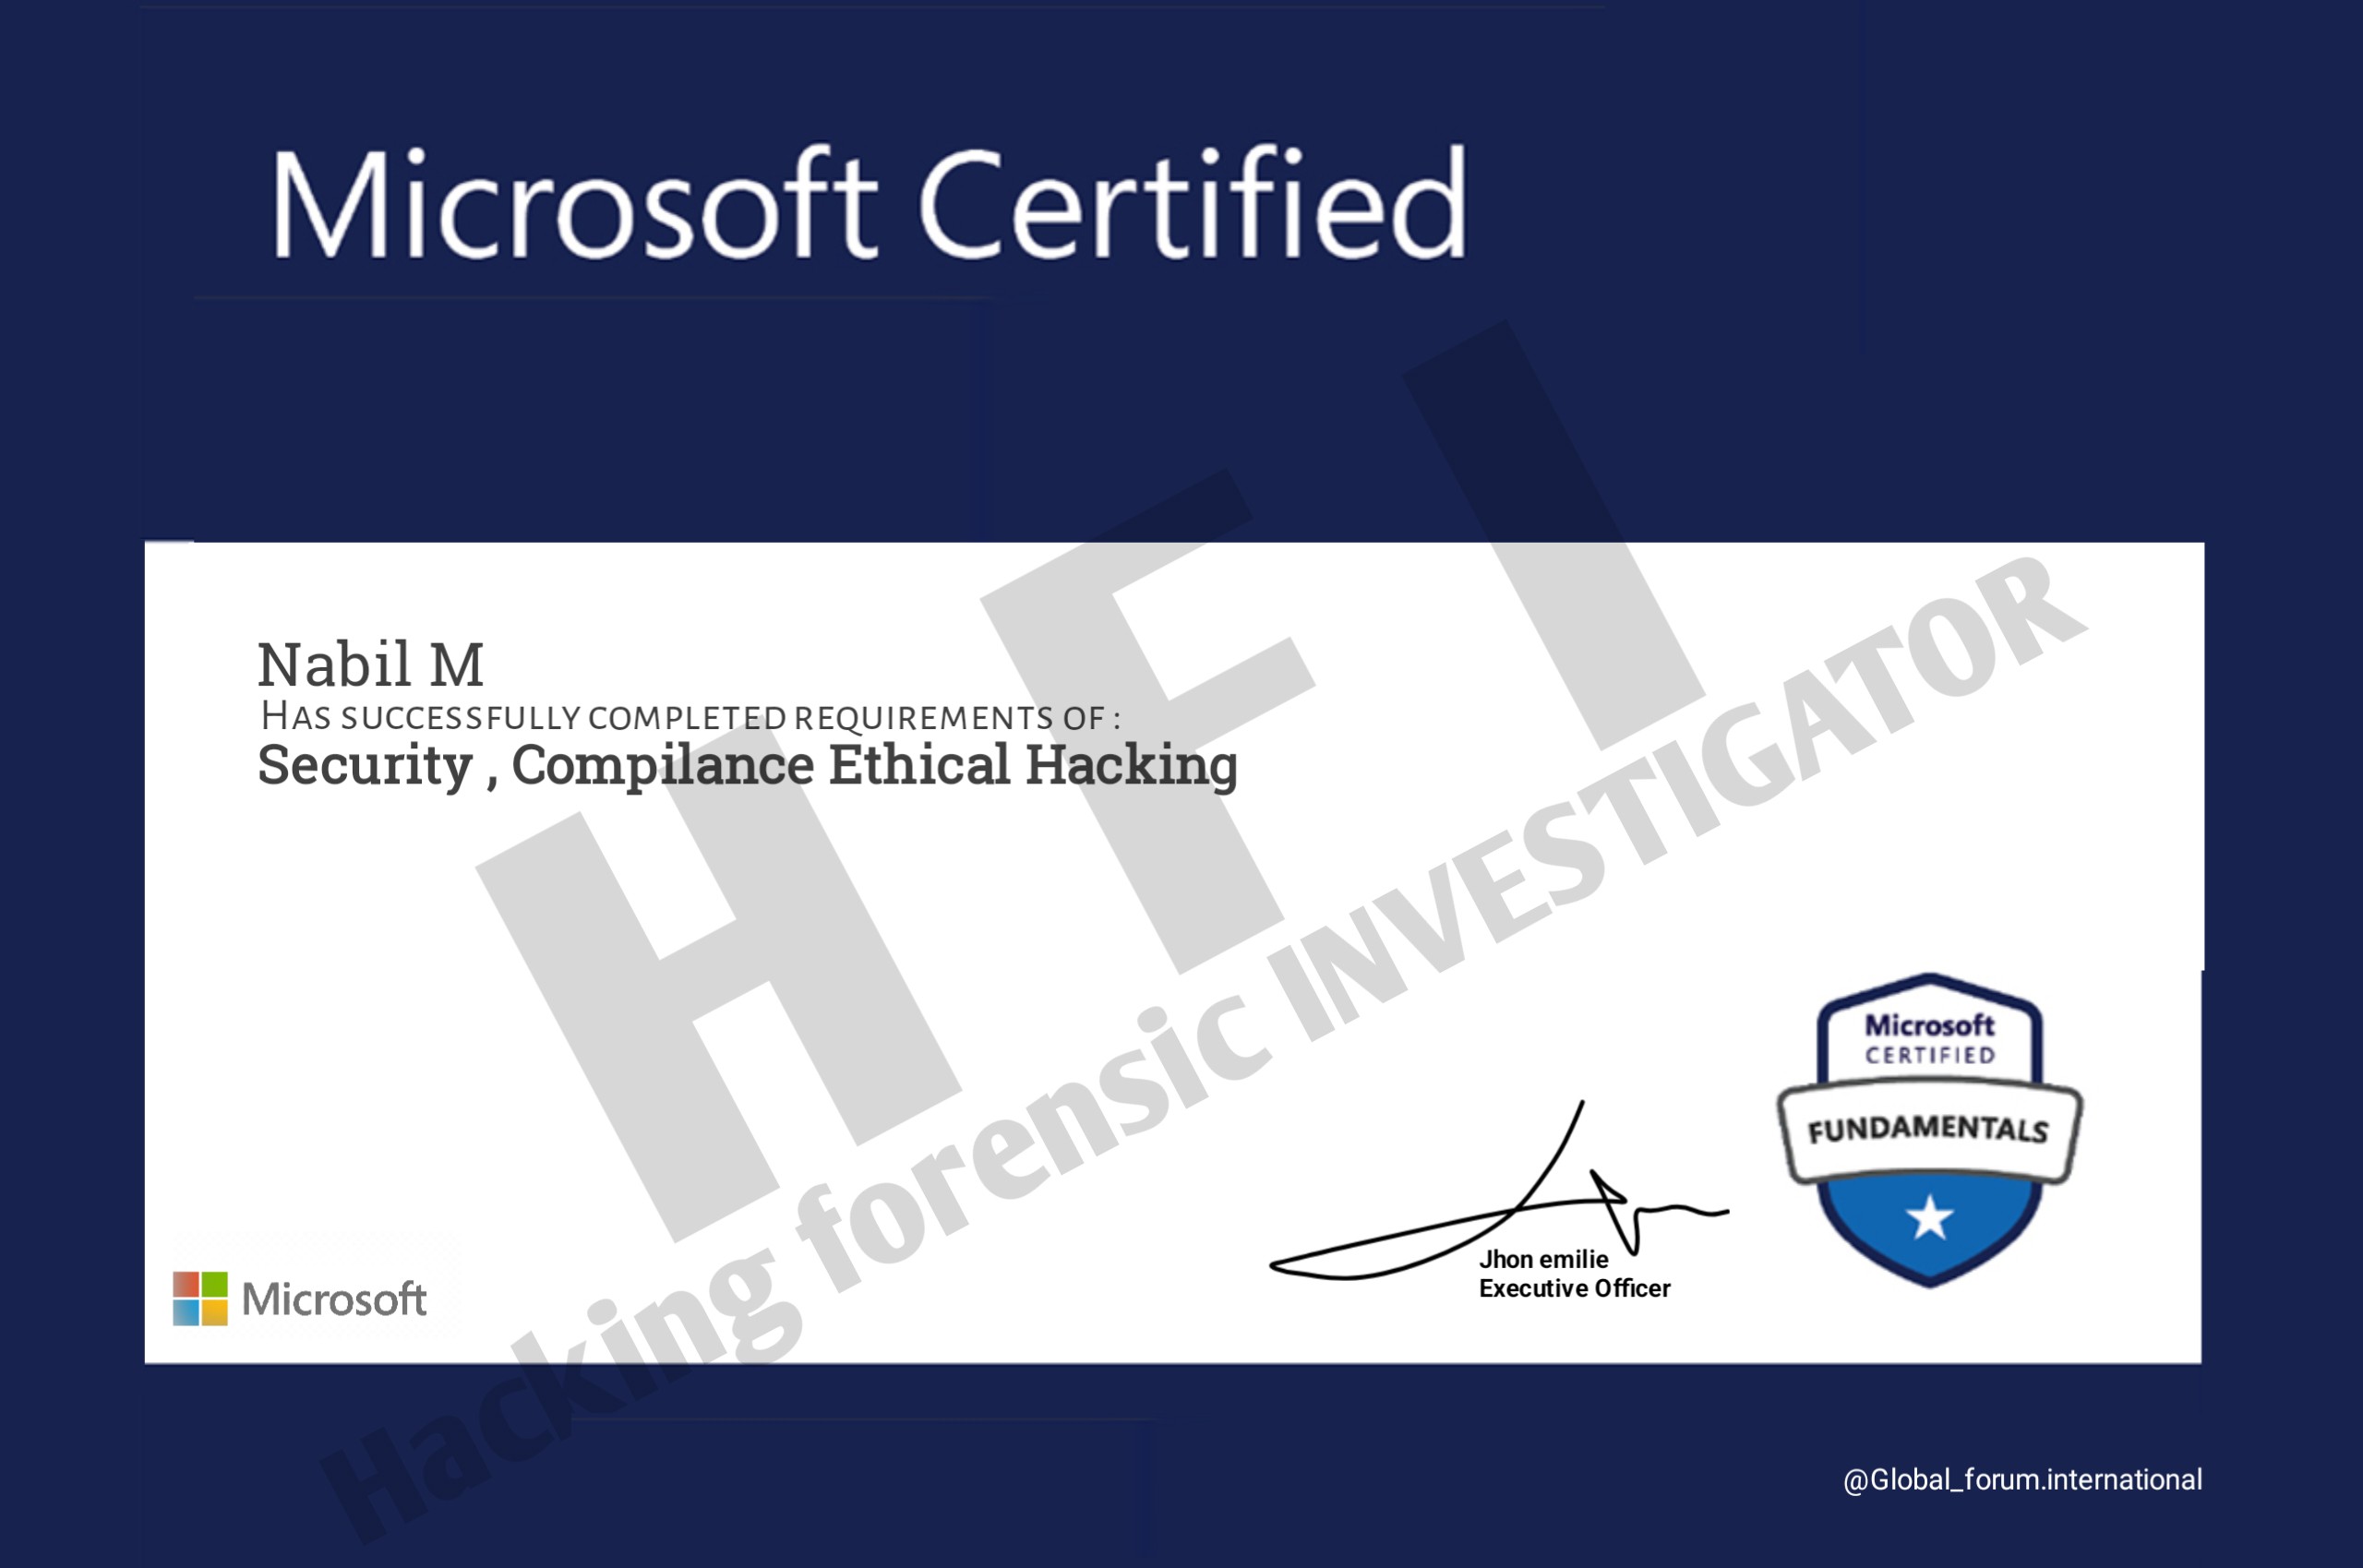 Microsoft Certified
H F I
Hacking forensic INVESTIGATOR
Nabil M
HAS SUCCESSFULLY COMPLETED REQUIREMENTS OF :
Security , Compilance Ethical Hacking
Microsoft
CERTIFIED
FUNDAMENTALS
Jhon emilie
Executive Officer
Microsoft
@Global_forum.international